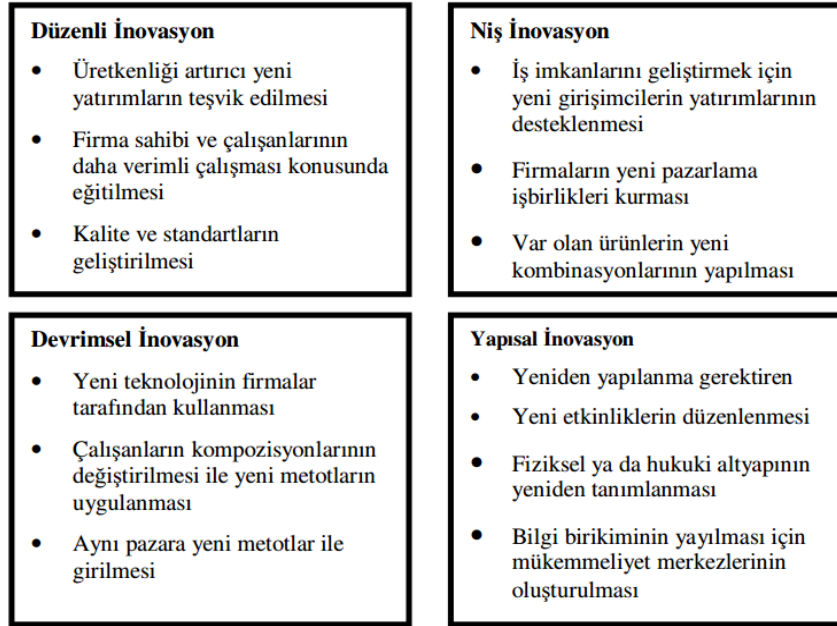 Düzenli İnovasyon
• Üretkenliği artırıcı yeni
yatırımların teşvik edilmesi
• Firma sahibi ve çalışanlarının
daha verimli çalışması konusunda
eğitilmesi
• Kalite ve standartların
geliştirilmesi
Niş İnovasyon
• İş imkanlarını geliştirmek için
yeni girişimcilerin yatırımlarının
desteklenmesi
• Firmaların yeni pazarlama
işbirlikleri kurması
• Var olan ürünlerin yeni
kombinasyonlarının yapılması
Devrimsel İnovasyon
• Yeni teknolojinin firmalar
tarafından kullanması
• Çalışanların kompozisyonlarının
değiştirilmesi ile yeni metotların
uygulanması
• Aynı pazara yeni metotlar ile
girilmesi
Yapısal İnovasyon
• Yeniden yapılanma gerektiren
• Yeni etkinliklerin düzenlenmesi
• Fiziksel ya da hukuki altyapının
yeniden tanımlanması
• Bilgi birikiminin yayılması için
mükemmeliyet merkezlerinin
oluşturulması